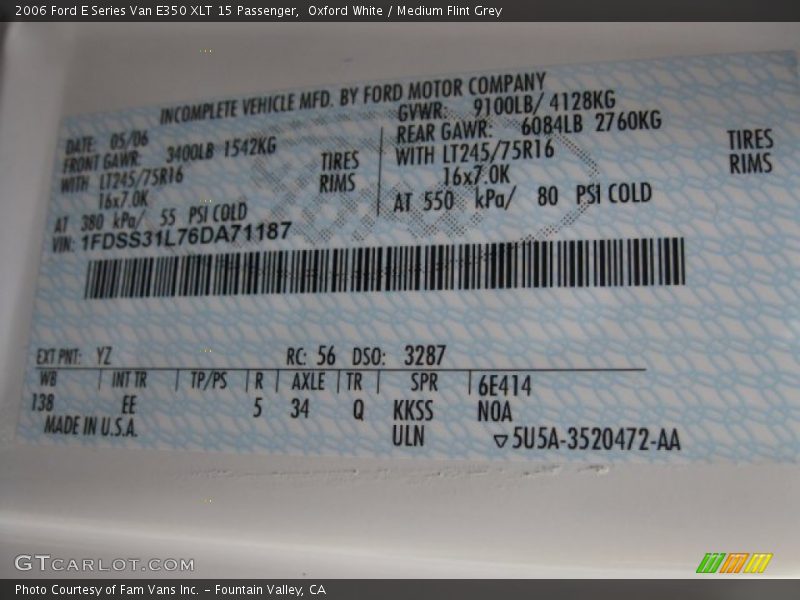 2006 Ford E Series Van E350 XLT 15 Passenger,  Oxford White / Medium Flint Grey
INCOMPLETE VEHICLE MFD. BY FORD MOTOR COMPANY
DATE: 05/06 GVWR: 9100LB/ 4128KG
FRONT GAWR: 3400LB 1542KG REAR GAWR: 6084LB 2760KG
WITH LT245/75R16 TIRES WITH LT245/75R16 TIRES
16x7.0K RIMS 16x7.0K RIMS
AT 380 kPa/ 55 PSI COLD AT 550 kPa/ 80 PSI COLD
VIN: 1FDSS31L76DA71187
EXT PNT: YZ RC: 56 DSO: 3287
WB INT TR TP/PS R AXLE TR SPR 6E414
138 EE 5 34 Q KKSS NOA
MADE IN U.S.A. ULN ▽5U5A-3520472-AA
GTCARLOT.COM
Photo Courtesy of Fam Vans Inc. – Fountain Valley, CA